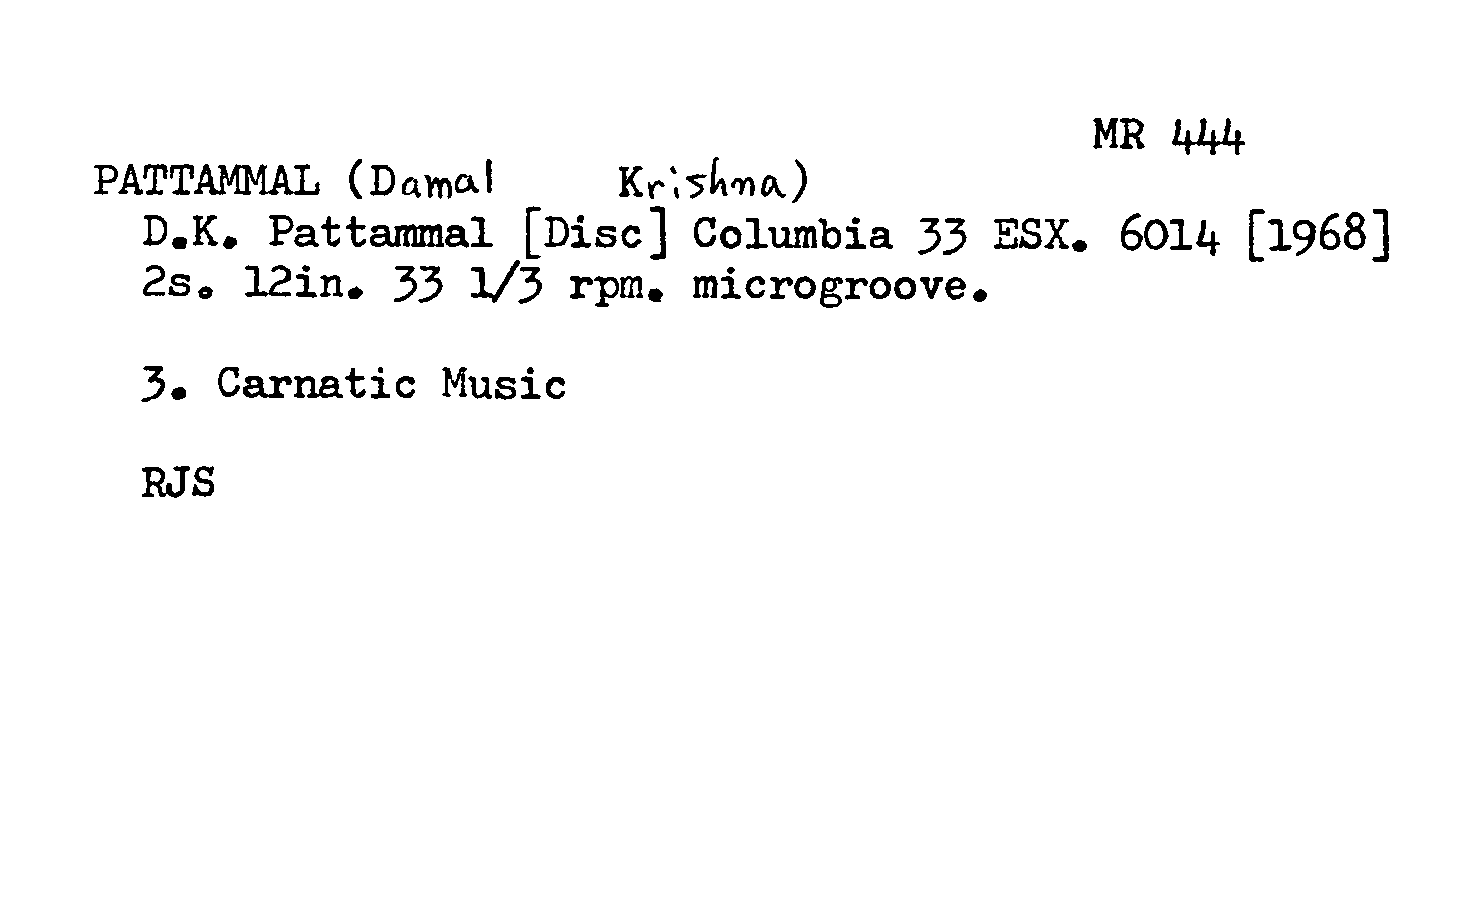 MR 444
PATTAMMAL (Damal Krishna)
D.K. Pattammal [Disc] Columbia 33 ESX. 6014 [1968]
2s. 12in. 33 1/3 rpm. microgroove.
3. Carnatic Music
RJS